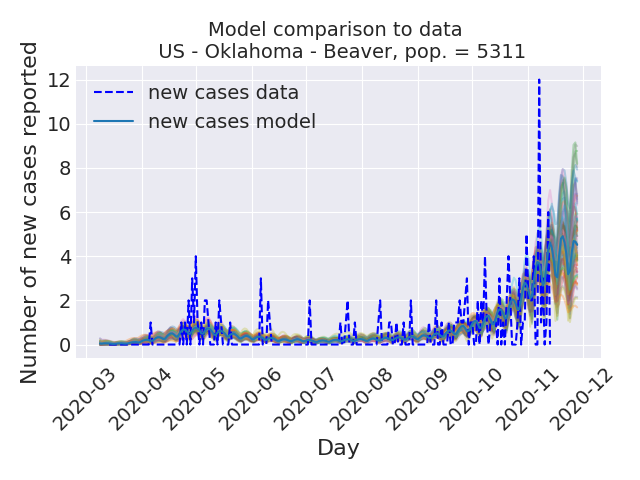 Model comparison to data
US - Oklahoma - Beaver, pop. = 5311
Number of new cases reported
12
10
8
6
4
2
0
new cases data
new cases model
2020-03
2020-04
2020-05
2020-06
2020-07
2020-08
2020-09
2020-10
2020-11
2020-12
Day